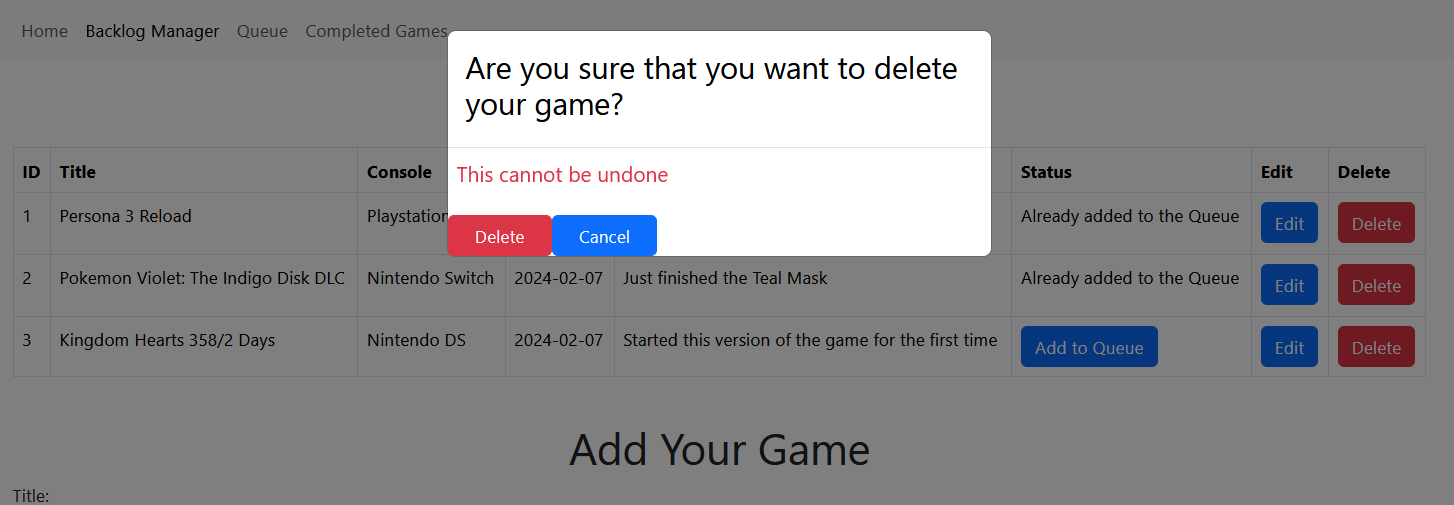 Home Backlog Manager Queue Completed Games
Are you sure that you want to delete
your game?
This cannot be undone
Delete Cancel
ID Title Console Status Edit Delete
1 Persona 3 Reload Playstation Already added to the Queue Edit Delete
2 Pokemon Violet: The Indigo Disk DLC Nintendo Switch 2024-02-07 Just finished the Teal Mask Already added to the Queue Edit Delete
3 Kingdom Hearts 358/2 Days Nintendo DS 2024-02-07 Started this version of the game for the first time Add to Queue Edit Delete
Add Your Game
Title: